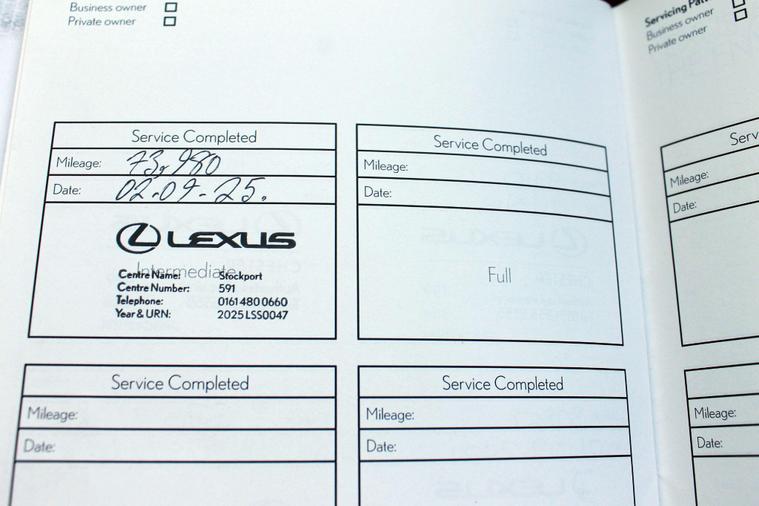 Business owner
Private owner
Servicing
Business owner
Private owner
Service Completed
Mileage: 73,980
Date: 02-09-25.
LEXUS
Intermediate
Centre Name: Stockport
Centre Number: 591
Telephone: 0161 480 0660
Year & URN: 2025 LSS0047
Service Completed
Mileage:
Date:
Full
Service Completed
Mileage:
Date:
Service Completed
Mileage:
Date:
Mileage:
Date:
Mileage:
Date: